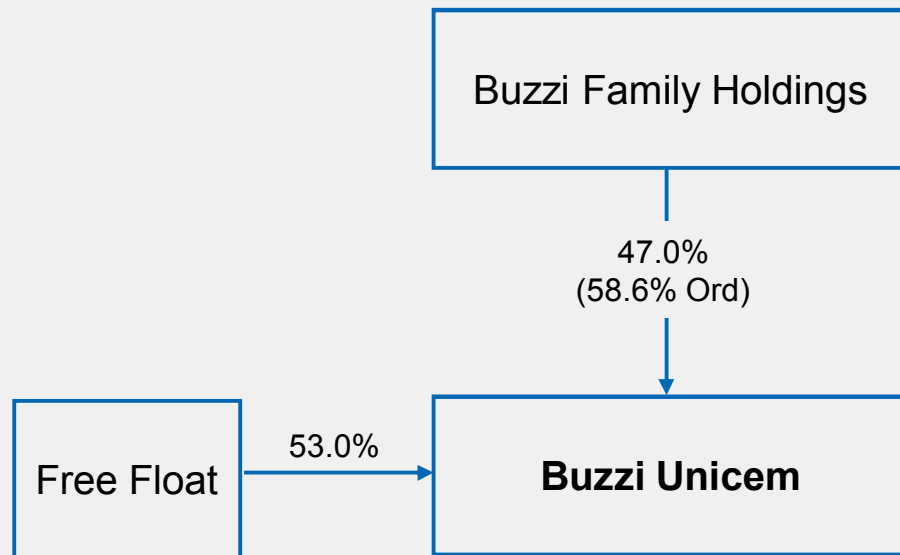 Buzzi Family Holdings
47.0%
(58.6% Ord)
53.0%
Free Float
Buzzi Unicem